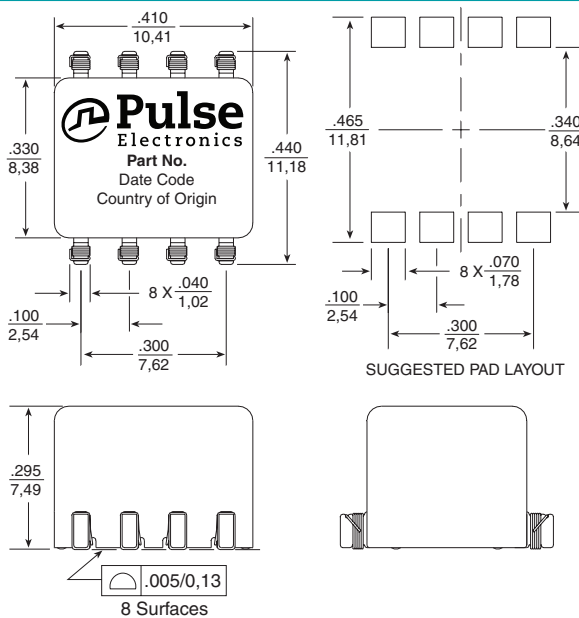 .410
10,41
.330
8,38
Pulse
Electronics
Part No.
Date Code
Country of Origin
.440
11,18
8 X .040
1,02
.100
2,54
.300
7,62
.465
11,81
.340
8,64
8 X .070
1,78
.100
2,54
.300
7,62
SUGGESTED PAD LAYOUT
.295
7,49
.005/0,13
8 Surfaces